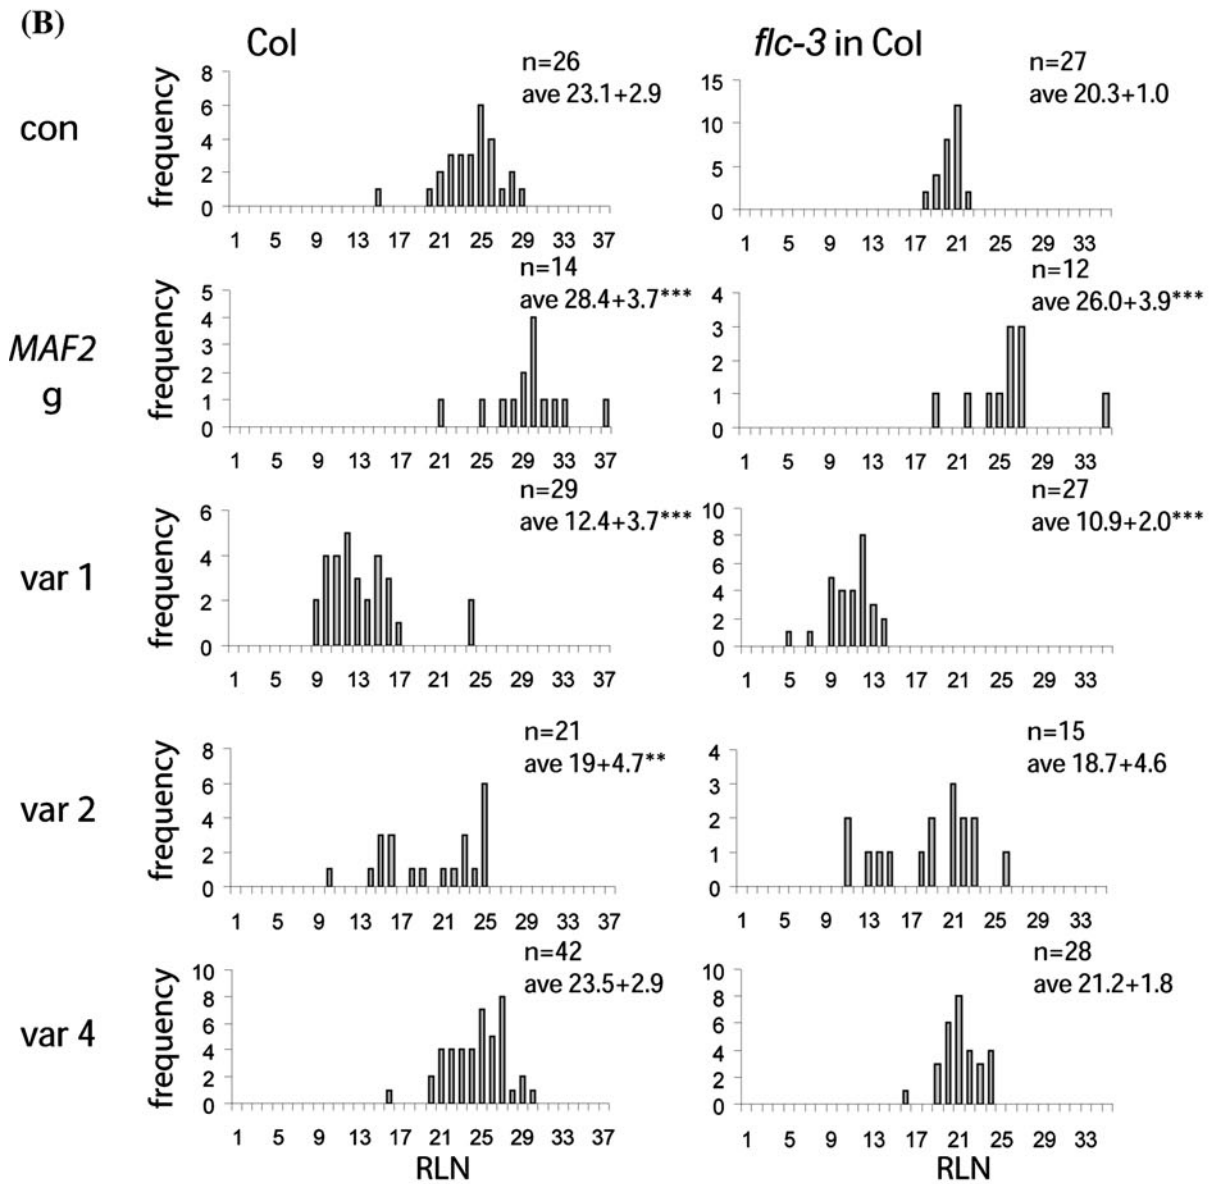 (B)
Col
flc-3 in Col
con
frequency
8
6
4
2
0
n=26
ave 23.1+2.9
1 5 9 13 17 21 25 29 33 37
15
10
5
0
n=27
ave 20.3+1.0
1 5 9 13 17 21 25 29 33
MAF2
g
frequency
5
4
3
2
1
0
n=14
ave 28.4+3.7***
1 5 9 13 17 21 25 29 33 37
4
3
2
1
0
n=12
ave 26.0+3.9***
1 5 9 13 17 21 25 29 33
var 1
frequency
6
4
2
0
n=29
ave 12.4+3.7***
1 5 9 13 17 21 25 29 33 37
10
8
6
4
2
0
n=27
ave 10.9+2.0***
1 5 9 13 17 21 25 29 33
var 2
frequency
8
6
4
2
0
n=21
ave 19+4.7**
1 5 9 13 17 21 25 29 33 37
4
3
2
1
0
n=15
ave 18.7+4.6
1 5 9 13 17 21 25 29 33
var 4
frequency
10
8
6
4
2
0
n=42
ave 23.5+2.9
1 5 9 13 17 21 25 29 33 37
RLN
10
8
6
4
2
0
n=28
ave 21.2+1.8
1 5 9 13 17 21 25 29 33
RLN